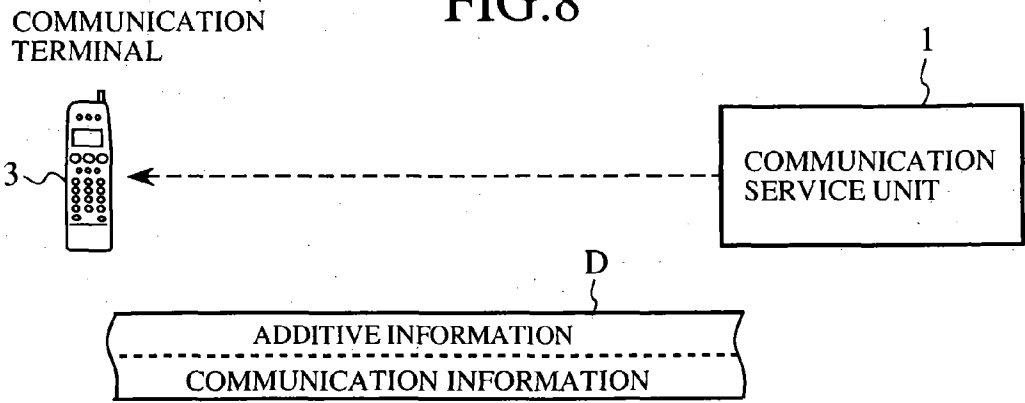 FIG.8
COMMUNICATION
TERMINAL
1
3
COMMUNICATION
SERVICE UNIT
D
ADDITIVE INFORMATION
COMMUNICATION INFORMATION